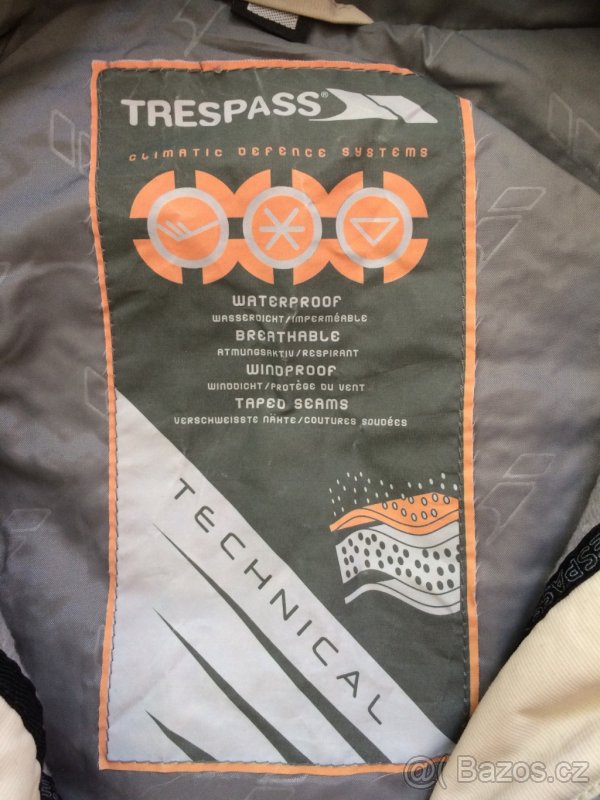 TRESPASS®
CLIMATIC DEFENCE SYSTEMS
WATERPROOF
WASSERDICHT/IMPERMÉABLE
BREATHABLE
ATMUNGSAKTIV/RESPIRANT
WINDPROOF
WINDDICHT/PROTÈGE DU VENT
TAPED SEAMS
VERSCHWEISSTE NÄHTE/COUTURES SOUDÉES
TECHNICAL
ESPASS
Bazos.cz